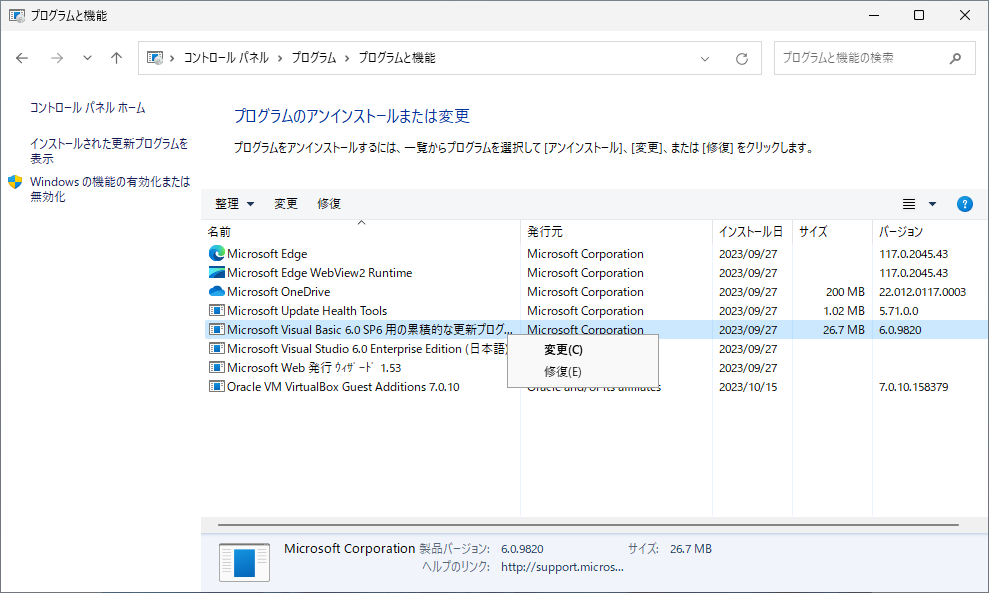 プログラムと機能
コントロール パネル › プログラム › プログラムと機能
プログラムと機能の検索
コントロール パネル ホーム
インストールされた更新プログラムを
表示
Windows の機能の有効化または
無効化
プログラムのアンインストールまたは変更
プログラムをアンインストールするには、一覧からプログラムを選択して [アンインストール]、[変更]、または [修復] をクリックします。
整理 変更 修復
名前 発行元 インストール日 サイズ バージョン
Microsoft Edge Microsoft Corporation 2023/09/27 117.0.2045.43
Microsoft Edge WebView2 Runtime Microsoft Corporation 2023/09/27 117.0.2045.43
Microsoft OneDrive Microsoft Corporation 2023/09/27 200 MB 22.012.0117.0003
Microsoft Update Health Tools Microsoft Corporation 2023/09/27 1.02 MB 5.71.0.0
Microsoft Visual Basic 6.0 SP6 用の累積的な更新プログ... Microsoft Corporation 2023/09/27 26.7 MB 6.0.9820
Microsoft Visual Studio 6.0 Enterprise Edition (日本語) 2023/09/27
Microsoft Web 発行 ｳｨｻﾞｰﾄﾞ 1.53 2023/09/27
Oracle VM VirtualBox Guest Additions 7.0.10 Oracle and/or its affiliates 2023/10/15 7.0.10.158379
変更(C)
修復(E)
Microsoft Corporation 製品バージョン: 6.0.9820 サイズ: 26.7 MB
ヘルプのリンク: http://support.micros...